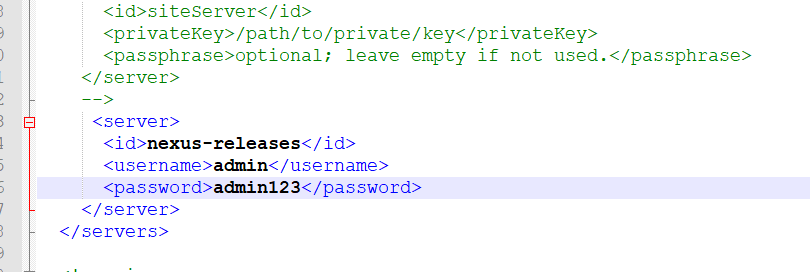 <id>siteServer</id>
<privateKey>/path/to/private/key</privateKey>
<passphrase>optional; leave empty if not used.</passphrase>
</server>
-->
<server>
<id>nexus-releases</id>
<username>admin</username>
<password>admin123</password>
</server>
</servers>